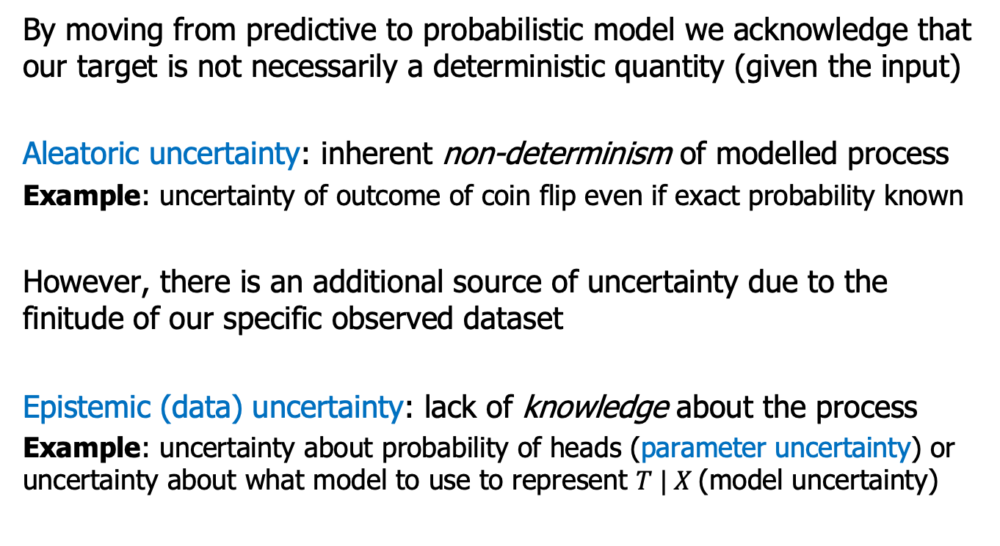 By moving from predictive to probabilistic model we acknowledge that
our target is not necessarily a deterministic quantity (given the input)
Aleatoric uncertainty: inherent non-determinism of modelled process
Example: uncertainty of outcome of coin flip even if exact probability known
However, there is an additional source of uncertainty due to the
finitude of our specific observed dataset
Epistemic (data) uncertainty: lack of knowledge about the process
Example: uncertainty about probability of heads (parameter uncertainty) or
uncertainty about what model to use to represent T | X (model uncertainty)